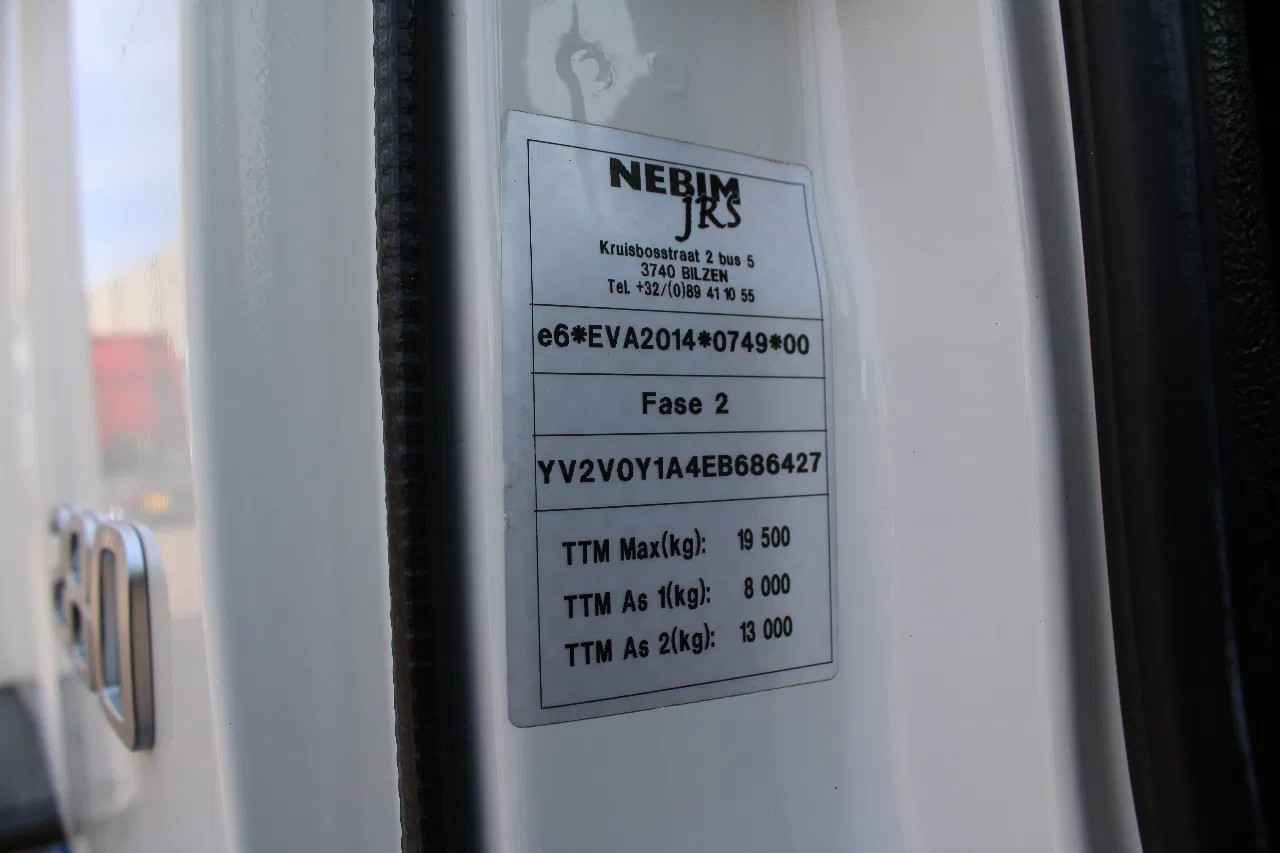 NEBIM
JRS
Kruisbosstraat 2 bus 5
3740 BILZEN
Tel. +32/(0)89 41 10 55
e6*EVA2014*0749*00
Fase 2
YV2V0Y1A4EB686427
TTM Max(kg): 19 500
TTM As 1(kg): 8 000
TTM As 2(kg): 13 000